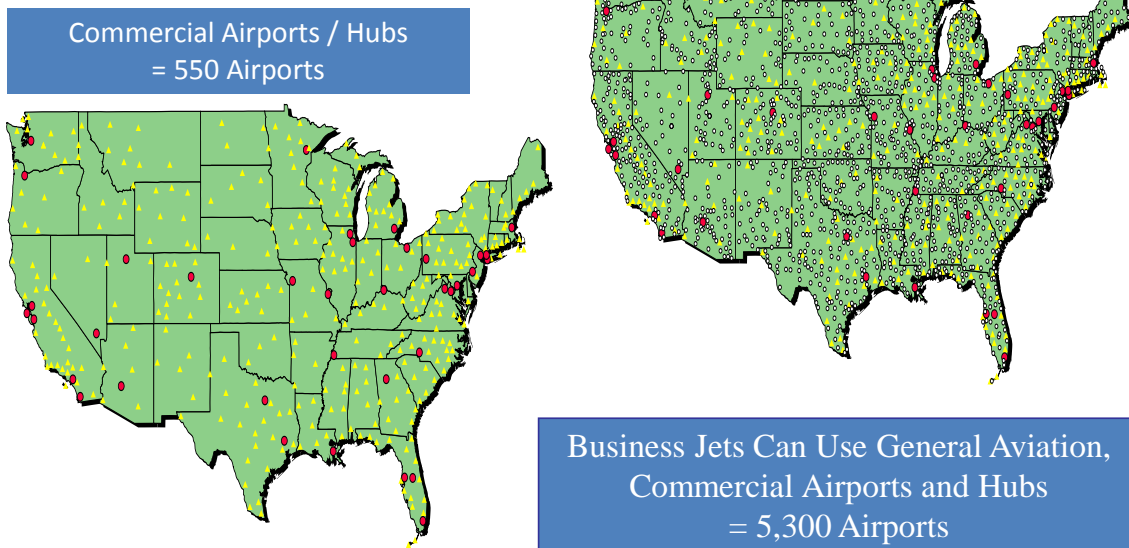 Commercial Airports / Hubs
= 550 Airports
Business Jets Can Use General Aviation,
Commercial Airports and Hubs
= 5,300 Airports